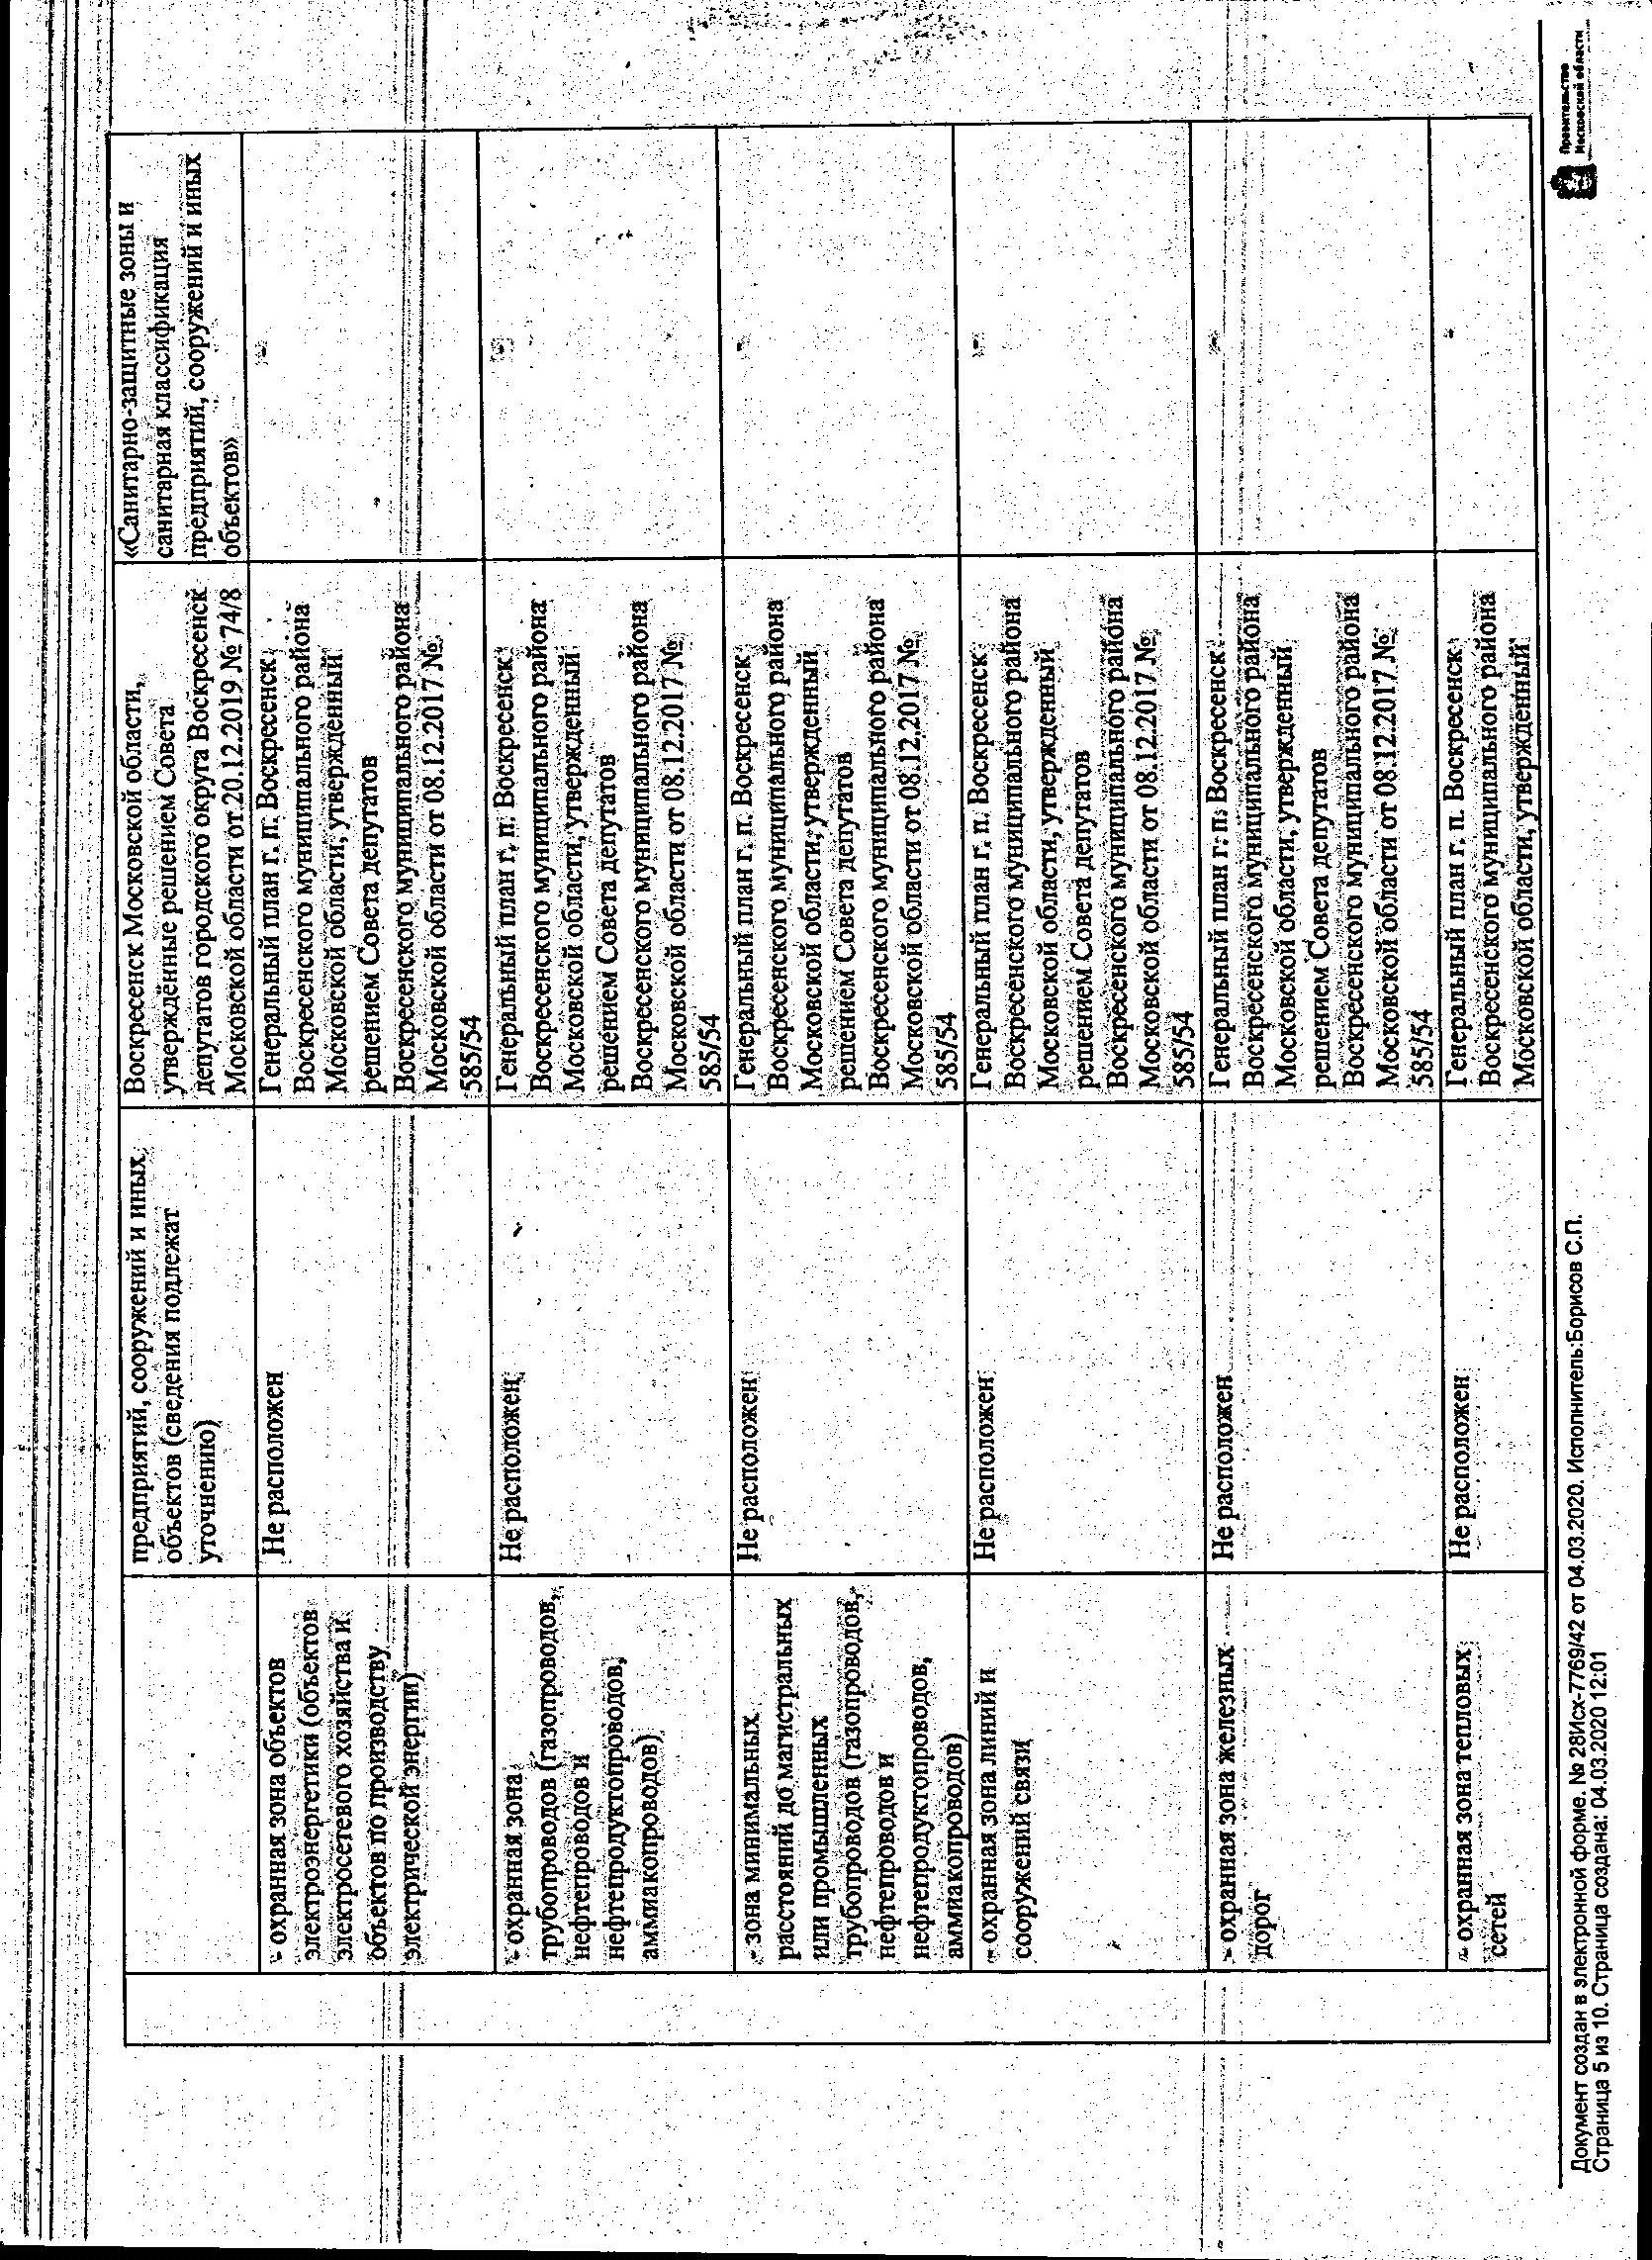 предприятий, сооружений и иных
объектов (сведения подлежат
уточнению)
Воскресенск Московской области,
утверждённые решением Совета
депутатов городского округа Воскресенск
Московской области от 20.12.2019 № 74/8
«Санитарно-защитные зоны и
санитарная классификация
предприятий, сооружений и иных
объектов»
- охранная зона объектов
электроэнергетики (объектов
электросетевого хозяйства и
объектов по производству
электрической энергии)
Не расположен
Генеральный план г. п. Воскресенск
Воскресенского муниципального района
Московской области, утвержденный
решением Совета депутатов
Воскресенского муниципального района
Московской области от 08.12.2017 №
585/54
-
- охранная зона
трубопроводов (газопроводов,
нефтепроводов и
нефтепродуктопроводов,
аммиакопроводов)
Не расположен
Генеральный план г. п. Воскресенск
Воскресенского муниципального района
Московской области, утвержденный
решением Совета депутатов
Воскресенского муниципального района
Московской области от 08.12.2017 №
585/54
-
- зона минимальных
расстояний до магистральных
или промышленных
трубопроводов (газопроводов,
нефтепроводов и
нефтепродуктопроводов,
аммиакопроводов)
Не расположен
Генеральный план г. п. Воскресенск
Воскресенского муниципального района
Московской области, утвержденный
решением Совета депутатов
Воскресенского муниципального района
Московской области от 08.12.2017 №
585/54
-
- охранная зона линий и
сооружений связи
Не расположен
Генеральный план г. п. Воскресенск
Воскресенского муниципального района
Московской области, утвержденный
решением Совета депутатов
Воскресенского муниципального района
Московской области от 08.12.2017 №
585/54
-
- охранная зона железных
дорог
Не расположен
Генеральный план г. п. Воскресенск
Воскресенского муниципального района
Московской области, утвержденный
решением Совета депутатов
Воскресенского муниципального района
Московской области от 08.12.2017 №
585/54
-
- охранная зона тепловых
сетей
Не расположен
Генеральный план г. п. Воскресенск
Воскресенского муниципального района
Московской области, утвержденный
-
Документ создан в электронной форме. № 28Исх-7769/42 от 04.03.2020. Исполнитель:Борисов С.П.
Страница 5 из 10. Страница создана: 04.03.2020 12:01
Правительство
Московской области